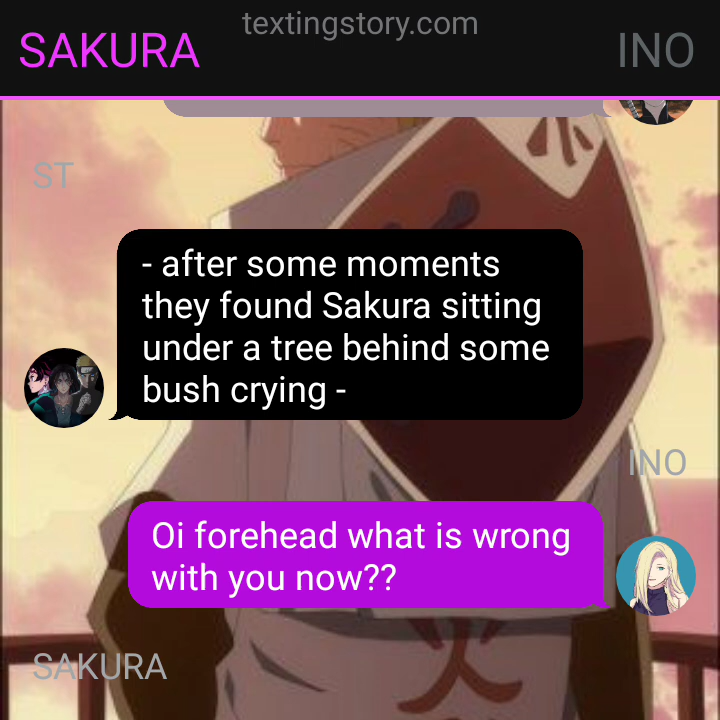 textingstory.com
SAKURA
INO
ST
- after some moments
they found Sakura sitting
under a tree behind some
bush crying -
INO
Oi forehead what is wrong
with you now??
SAKURA
火